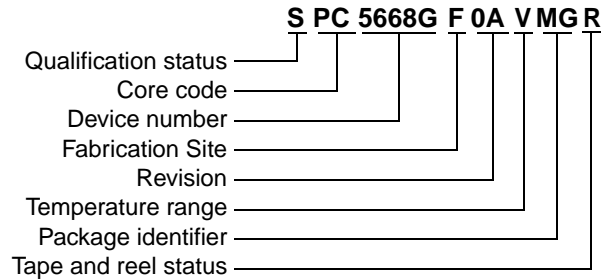 S PC 5668G F 0A V MG R
Qualification status
Core code
Device number
Fabrication Site
Revision
Temperature range
Package identifier
Tape and reel status